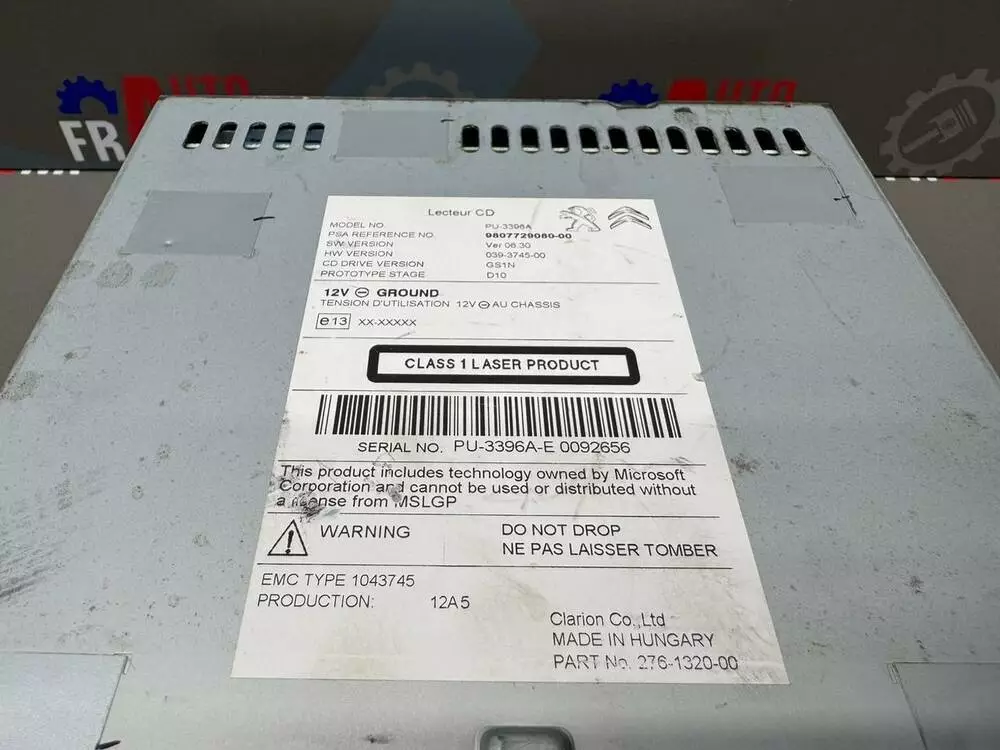 AUTO
FR
AUTO
Lecteur CD
MODEL NO. PU-3396A
PSA REFERENCE NO. 9807729080-00
SW VERSION Ver 06.30
HW VERSION 039-3745-00
CD DRIVE VERSION GS1N
PROTOTYPE STAGE D10
12V ⊖ GROUND
TENSION D'UTILISATION 12V ⊖ AU CHASSIS
e13 XX-XXXXX
CLASS 1 LASER PRODUCT
SERIAL NO. PU-3396A-E 0092656
This product includes technology owned by Microsoft
Corporation and cannot be used or distributed without
a license from MSLGP
WARNING DO NOT DROP
NE PAS LAISSER TOMBER
EMC TYPE 1043745
PRODUCTION: 12A5
Clarion Co.,Ltd
MADE IN HUNGARY
PART No. 276-1320-00